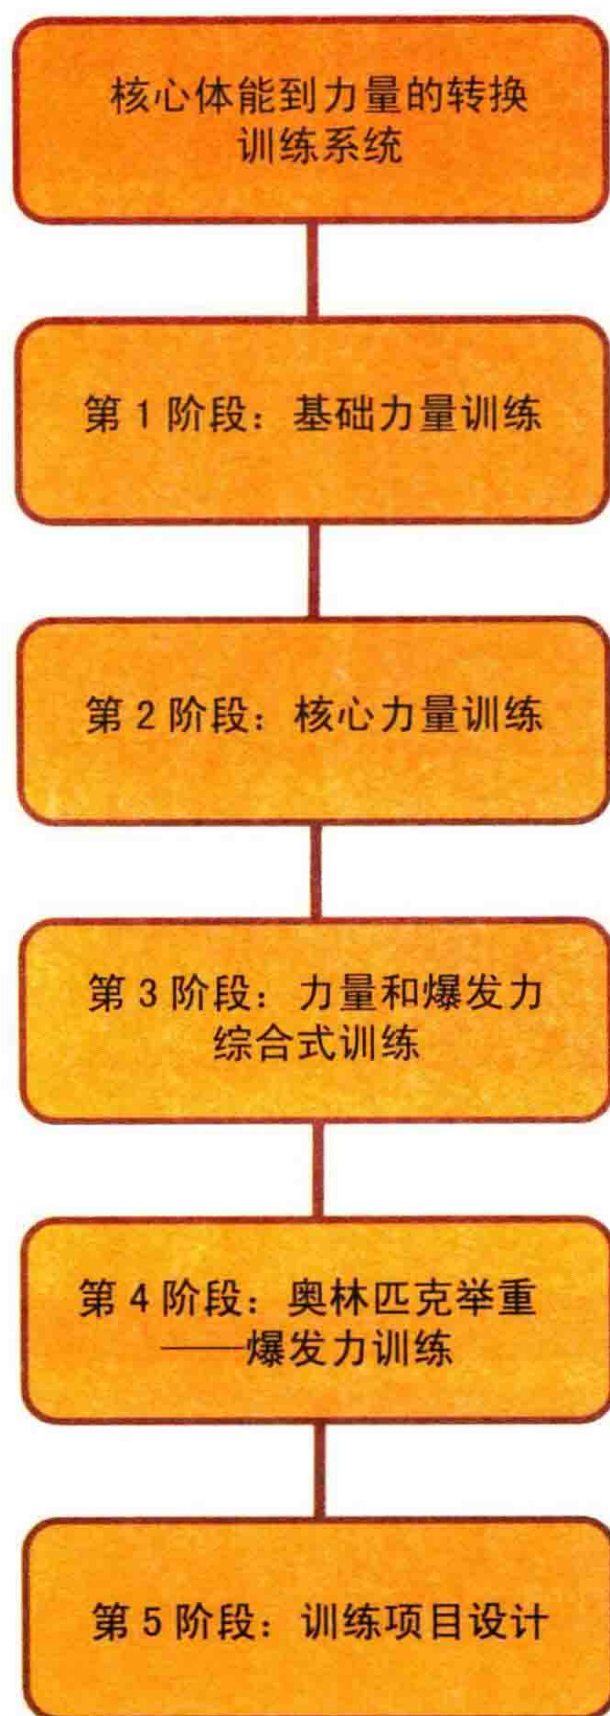 核心体能到力量的转换
训练系统
第1阶段：基础力量训练
第2阶段：核心力量训练
第3阶段：力量和爆发力
综合式训练
第4阶段：奥林匹克举重
——爆发力训练
第5阶段：训练项目设计